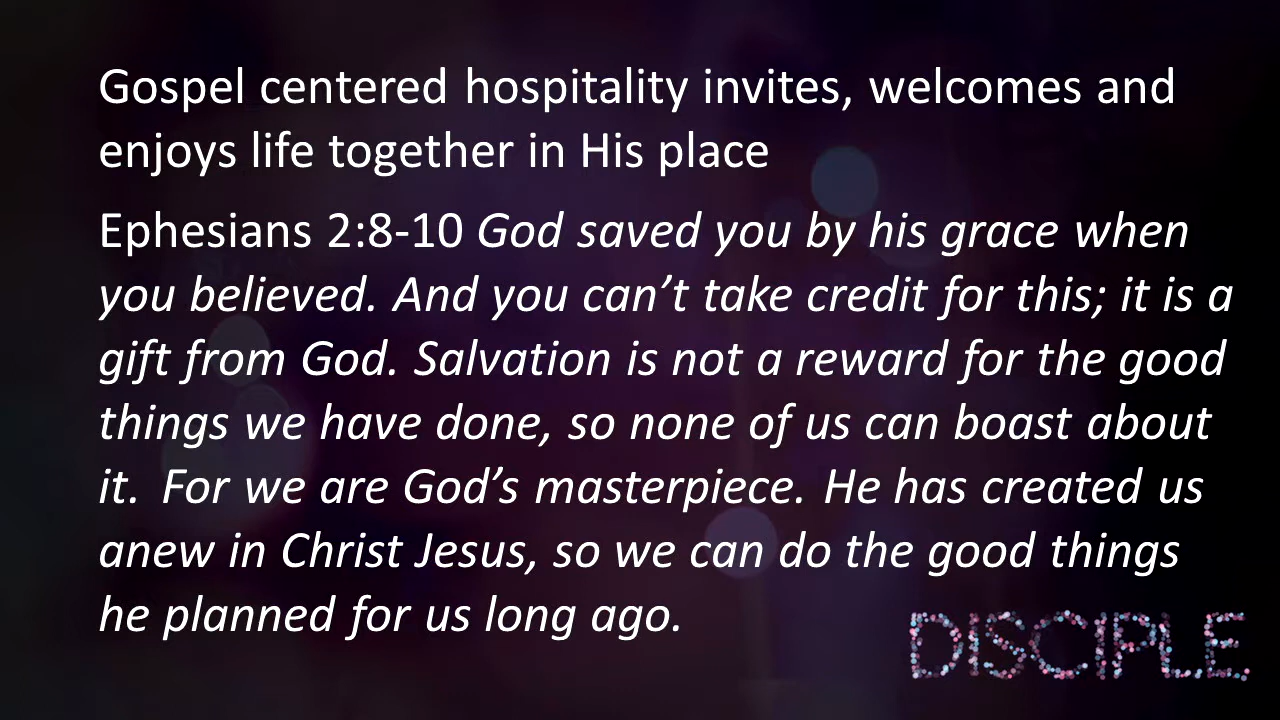 Gospel centered hospitality invites, welcomes and
enjoys life together in His place
Ephesians 2:8-10 God saved you by his grace when
you believed. And you can’t take credit for this; it is a
gift from God. Salvation is not a reward for the good
things we have done, so none of us can boast about
it.  For we are God’s masterpiece. He has created us
anew in Christ Jesus, so we can do the good things
he planned for us long ago.
DISCIPLE